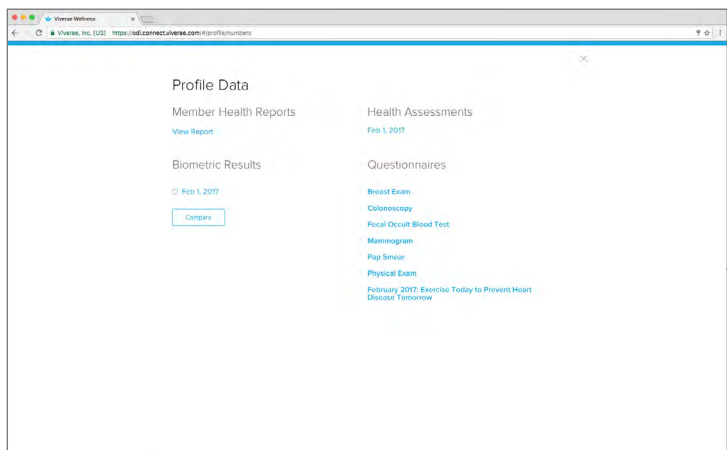 Viverae Wellness
Viverae, Inc. [US] https://odl.connect.viverae.com/#/profile/numbers
Profile Data
Member Health Reports
View Report
Biometric Results
Feb 1, 2017
Compare
Health Assessments
Feb 1, 2017
Questionnaires
Breast Exam
Colonoscopy
Fecal Occult Blood Test
Mammogram
Pap Smear
Physical Exam
February 2017: Exercise Today to Prevent Heart
Disease Tomorrow